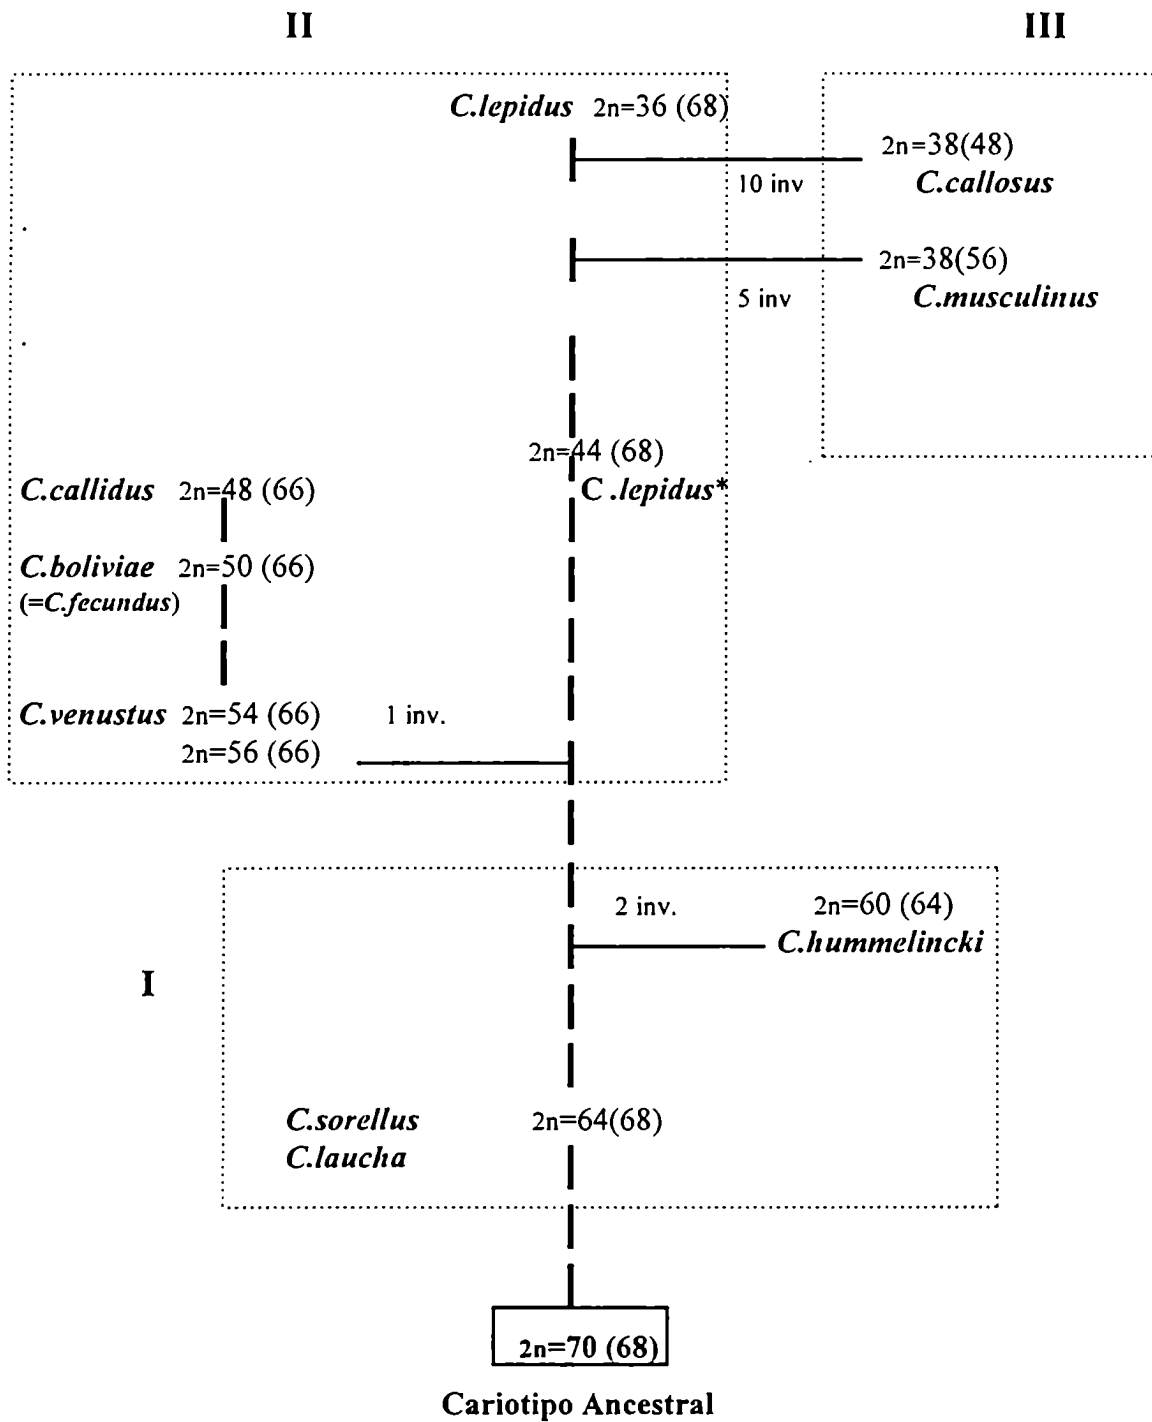 II
III
C.lepidus 2n=36 (68)
2n=38(48)
10 inv
C.callosus
2n=38(56)
5 inv
C.musculinus
2n=44 (68)
C.callidus 2n=48 (66)
C .lepidus*
C.boliviae 2n=50 (66)
(=C.fecundus)
C.venustus 2n=54 (66)
1 inv.
2n=56 (66)
2 inv.
2n=60 (64)
C.hummelincki
I
C.sorellus 2n=64(68)
C.laucha
2n=70 (68)
Cariotipo Ancestral